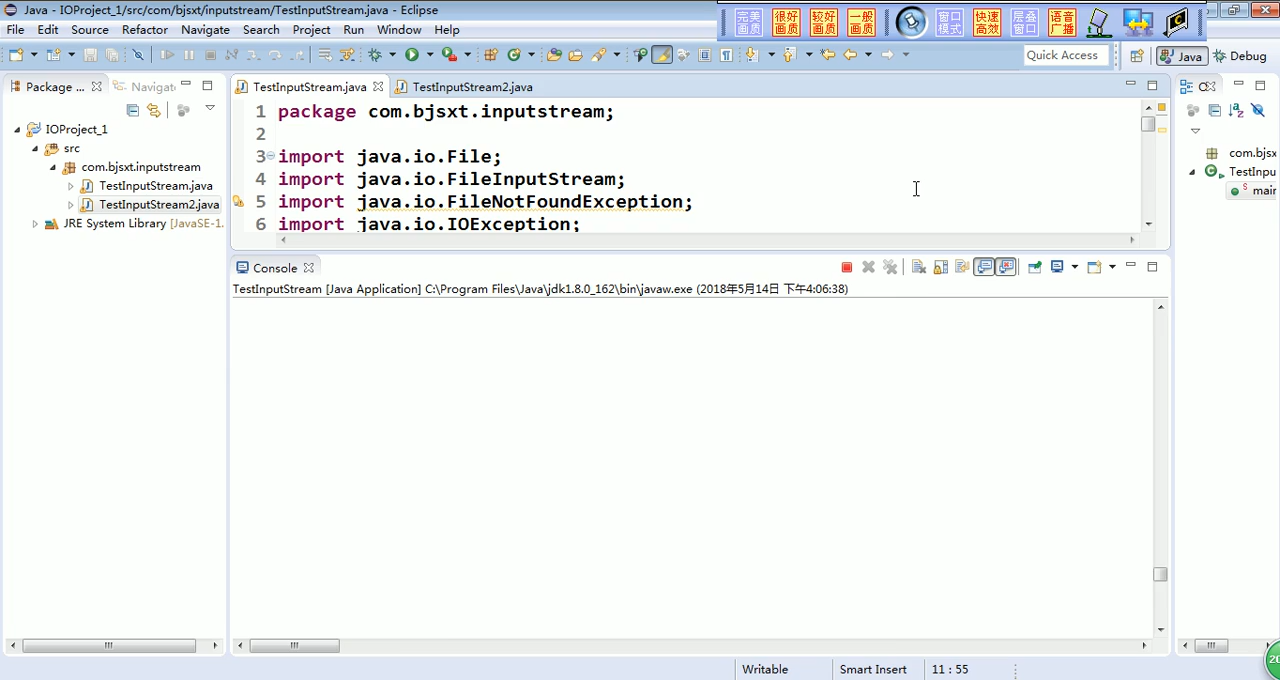 Java - IOProject_1/src/com/bjsxt/inputstream/TestInputStream.java - Eclipse
完美画质 很好画质 较好画质 一般画质 窗口模式 快速高效 层叠窗口 语音广播
File Edit Source Refactor Navigate Search Project Run Window Help
Quick Access Java Debug
Package ... Navigat
TestInputStream.java TestInputStream2.java
IOProject_1
src
com.bjsxt.inputstream
TestInputStream.java
TestInputStream2.java
JRE System Library [JavaSE-1.
1 package com.bjsxt.inputstream;
2
3 import java.io.File;
4 import java.io.FileInputStream;
5 import java.io.FileNotFoundException;
6 import java.io.IOException;
com.bjsx
TestInpu
main
Console
TestInputStream [Java Application] C:\Program Files\Java\jdk1.8.0_162\bin\javaw.exe (2018年5月14日 下午4:06:38)
Writable Smart Insert 11 : 55
20